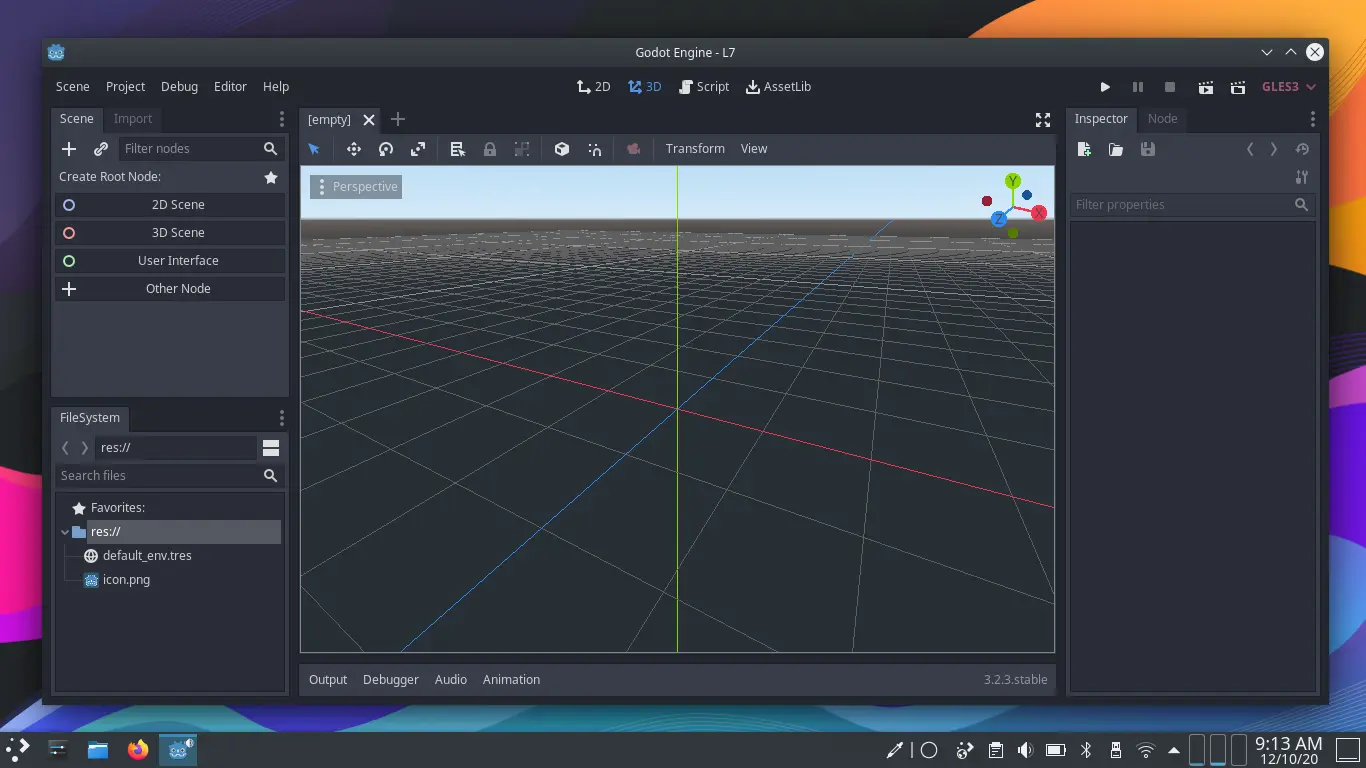 Godot Engine - L7
Scene Project Debug Editor Help
2D 3D Script AssetLib
GLES3
Scene Import
[empty]
Inspector Node
Filter nodes
Transform View
Create Root Node:
Perspective
Y
X
Z
2D Scene
3D Scene
User Interface
Other Node
Filter properties
FileSystem
res://
Search files
Favorites:
res://
default_env.tres
icon.png
Output Debugger Audio Animation
3.2.3.stable
9:13 AM
12/10/20